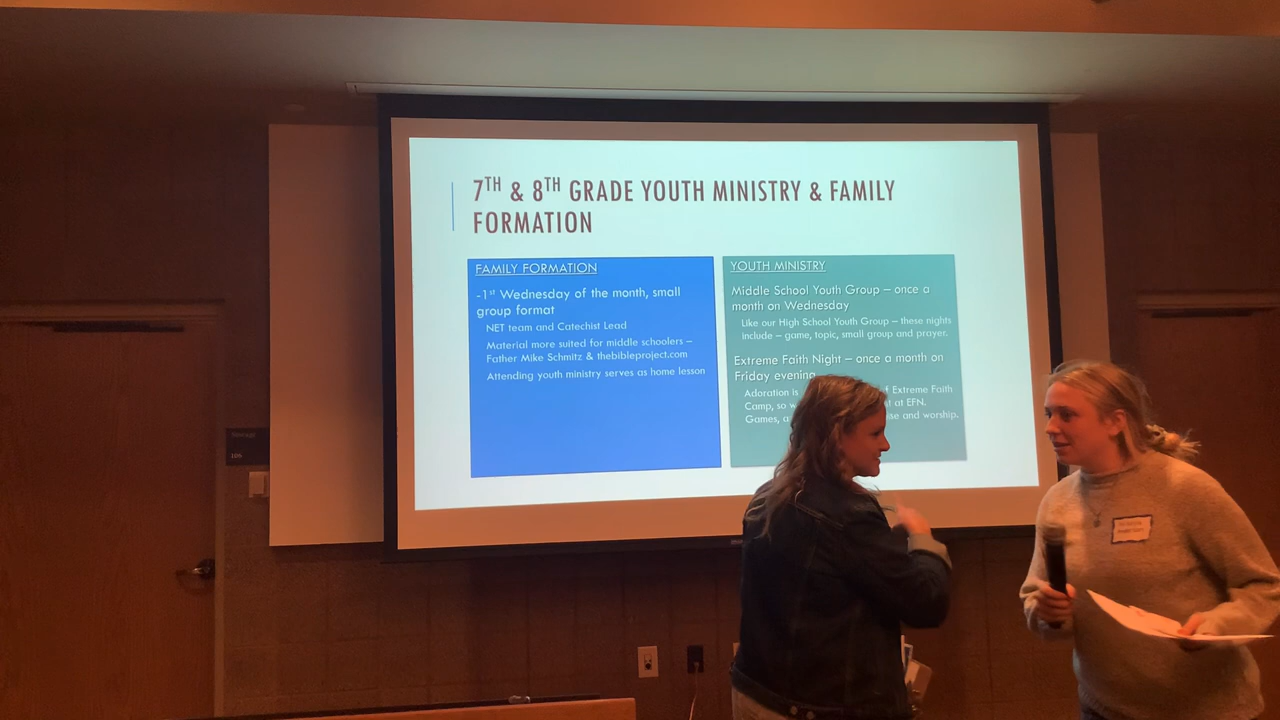 7TH & 8TH GRADE YOUTH MINISTRY & FAMILY
FORMATION
FAMILY FORMATION
-1st Wednesday of the month, small
group format
NET team and Catechist Lead
Material more suited for middle schoolers –
Father Mike Schmitz & thebibleproject.com
Attending youth ministry serves as home lesson
YOUTH MINISTRY
Middle School Youth Group – once a
month on Wednesday
Like our High School Youth Group – these nights
include – game, topic, small group and prayer.
Extreme Faith Night – once a month on
Friday evening
Adoration is of Extreme Faith
Camp, so at EFN.
Games, and worship.